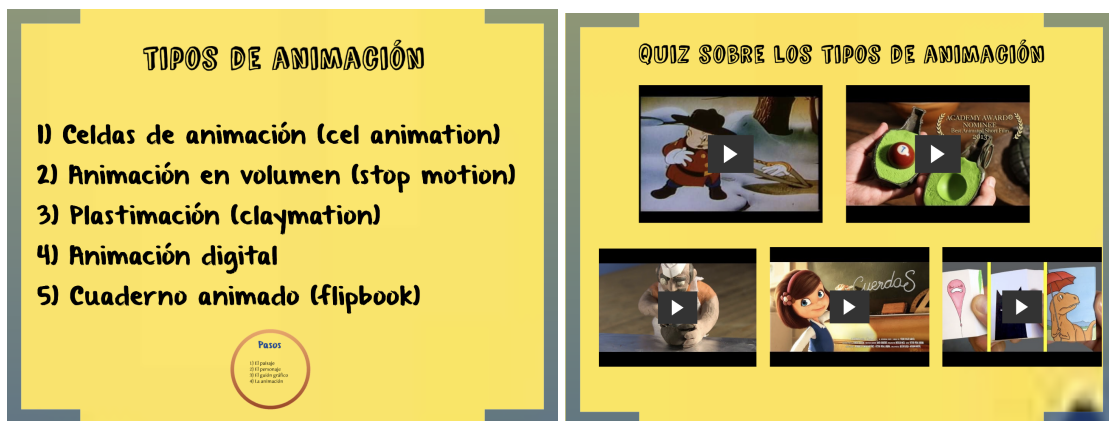 TIPOS DE ANIMACIÓN
1) Celdas de animación (cel animation)
2) Animación en volumen (stop motion)
3) Plastimación (claymation)
4) Animación digital
5) Cuaderno animado (flipbook)
Pasos
1) El paisaje
2) El personaje
3) El guión gráfico
4) La animación
QUIZ SOBRE LOS TIPOS DE ANIMACIÓN
ACADEMY AWARD®
NOMINEE
Best Animated Short Film
2013
Cuerdas